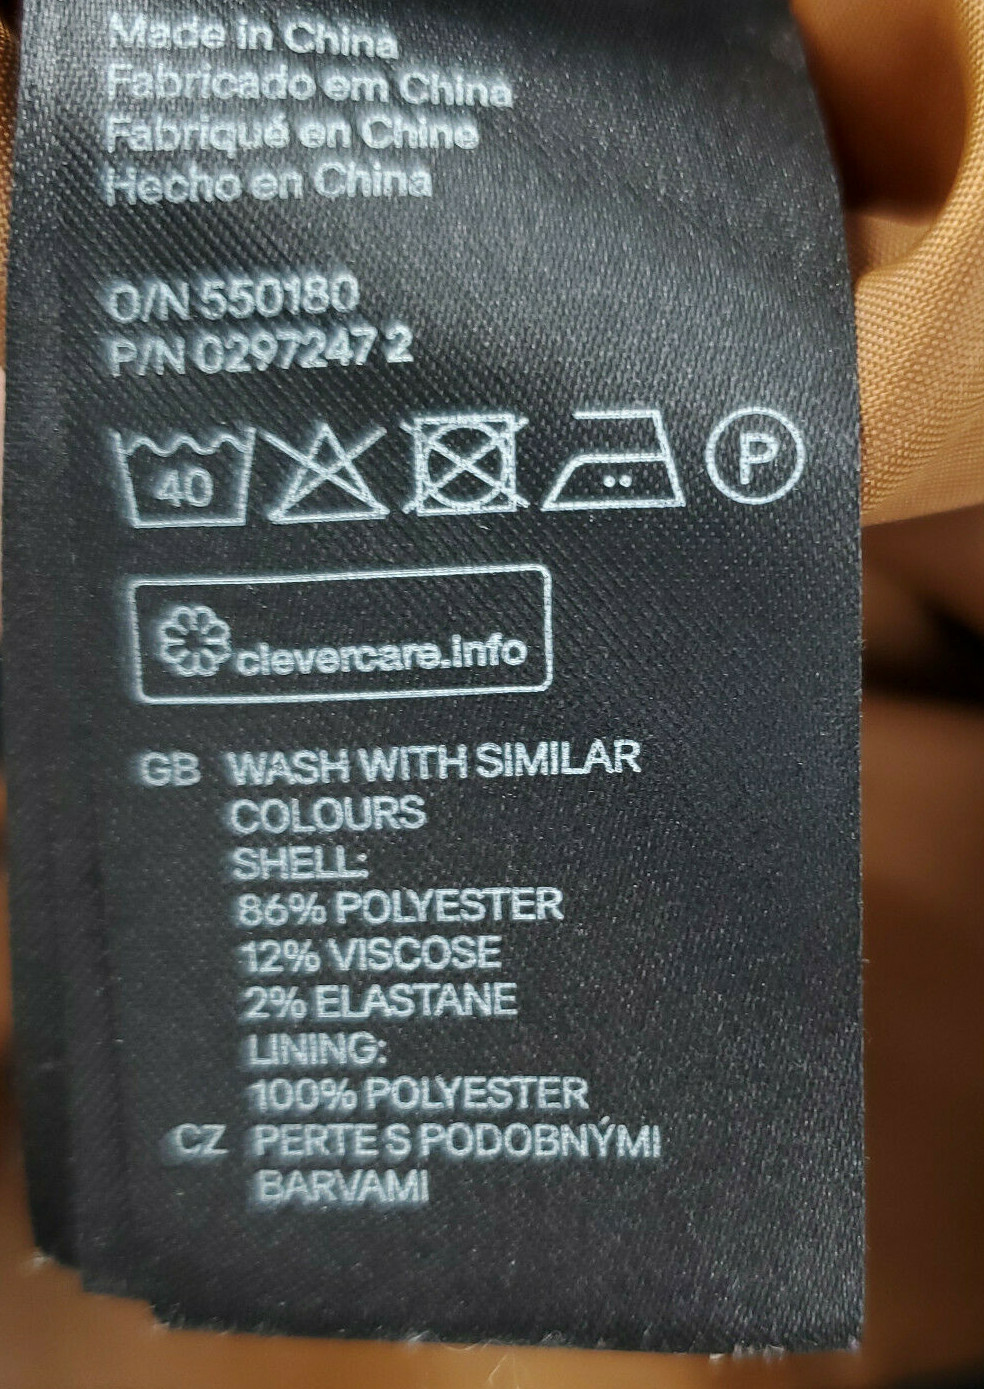 Made in China
Fabricado em China
Fabriqué en Chine
Hecho en China
O/N 550180
P/N 0297247 2
40
P
clevercare.info
GB WASH WITH SIMILAR
COLOURS
SHELL:
86% POLYESTER
12% VISCOSE
2% ELASTANE
LINING:
100% POLYESTER
CZ PERTE S PODOBNÝMI
BARVAMI